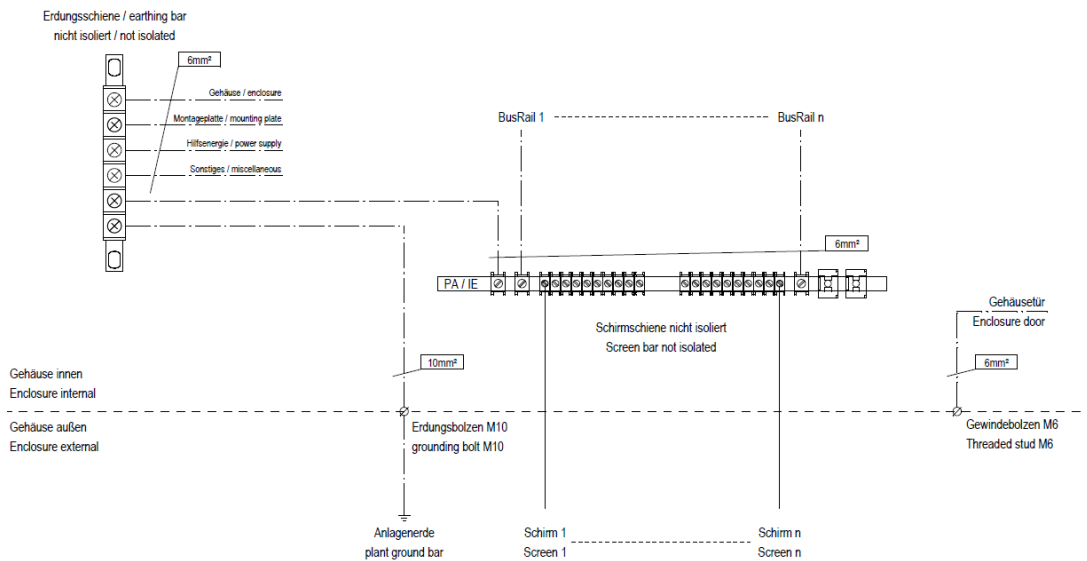 Erdungsschiene / earthing bar
nicht isoliert / not isolated
6mm²
Gehäuse / enclosure
Montageplatte / mounting plate
Hilfsenergie / power supply
Sonstiges / miscellaneous
BusRail 1
BusRail n
6mm²
PA / IE
Schirmschiene nicht isoliert
Screen bar not isolated
Gehäusetür
Enclosure door
10mm²
6mm²
Gehäuse innen
Enclosure internal
Gehäuse außen
Enclosure external
Erdungsbolzen M10
grounding bolt M10
Gewindebolzen M6
Threaded stud M6
Anlagenerde
plant ground bar
Schirm 1
Screen 1
Schirm n
Screen n